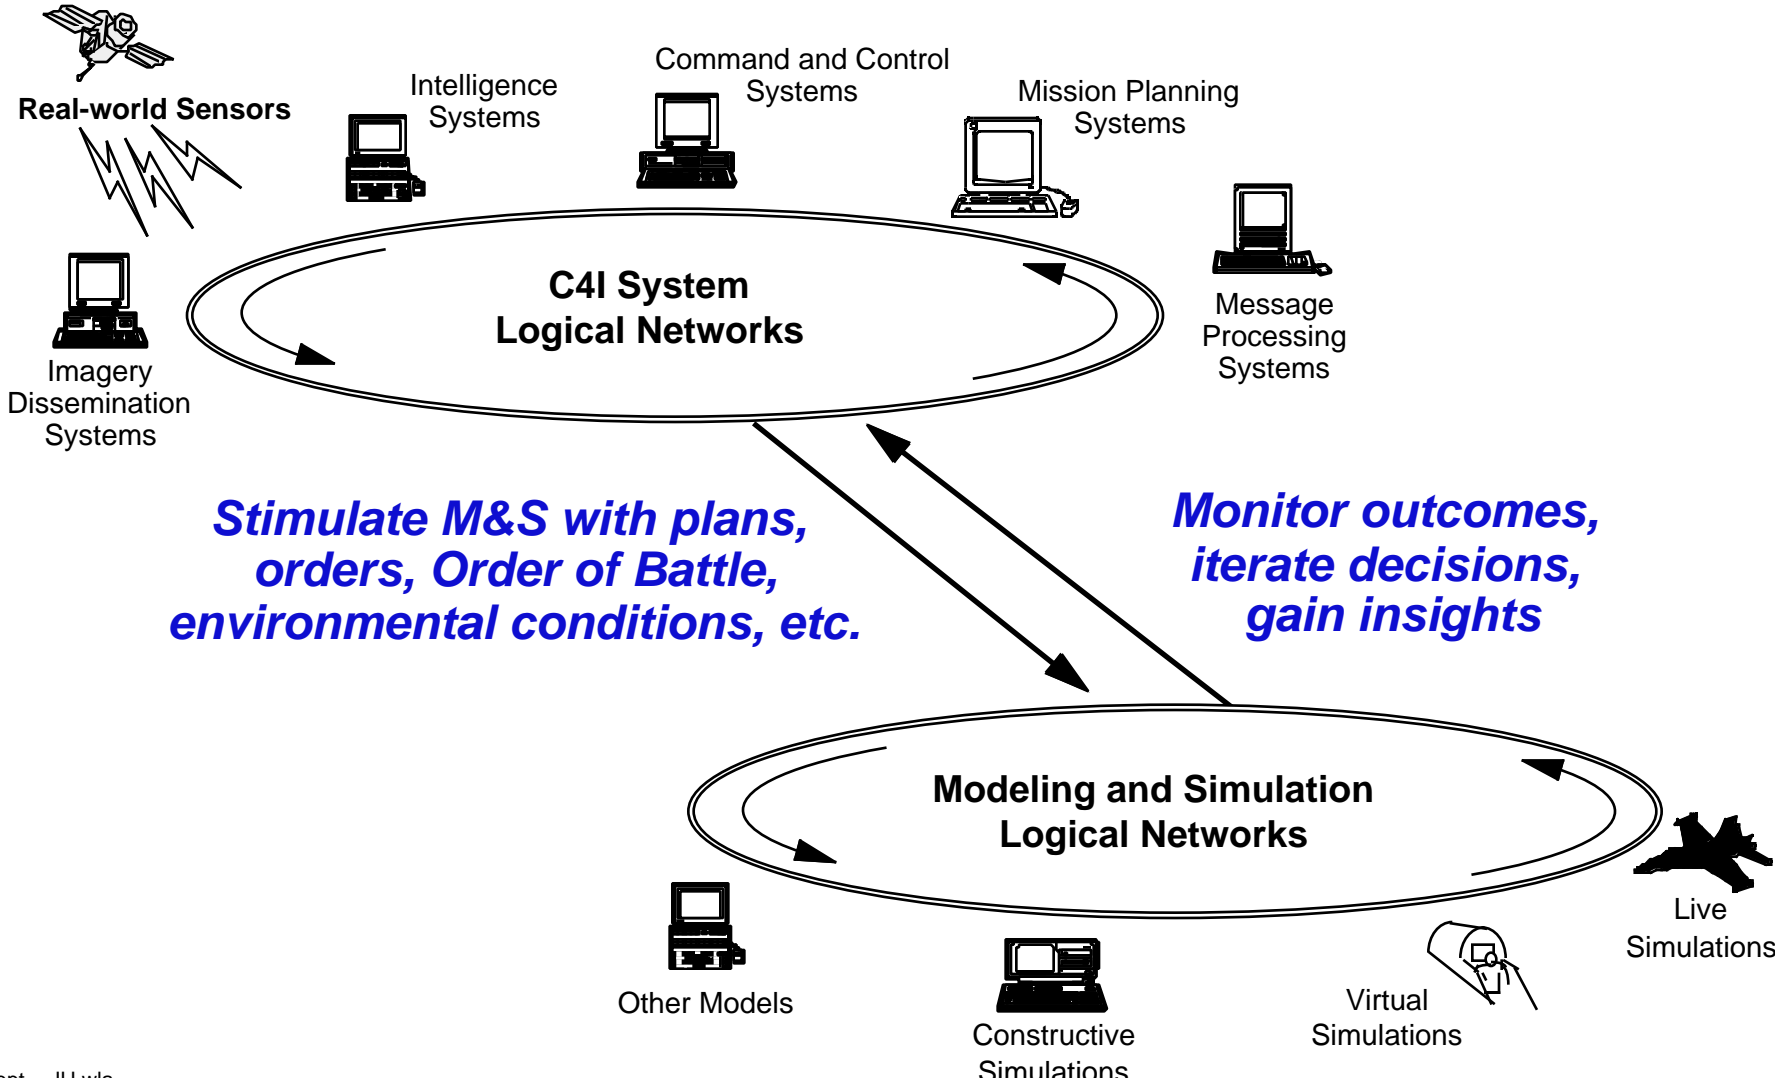 Real-world Sensors
Intelligence
Systems
Command and Control
Systems
Mission Planning
Systems
Message
Processing
Systems
Imagery
Dissemination
Systems
C4I System
Logical Networks
Stimulate M&S with plans,
orders, Order of Battle,
environmental conditions, etc.
Monitor outcomes,
iterate decisions,
gain insights
Modeling and Simulation
Logical Networks
Other Models
Constructive
Simulations
Virtual
Simulations
Live
Simulations